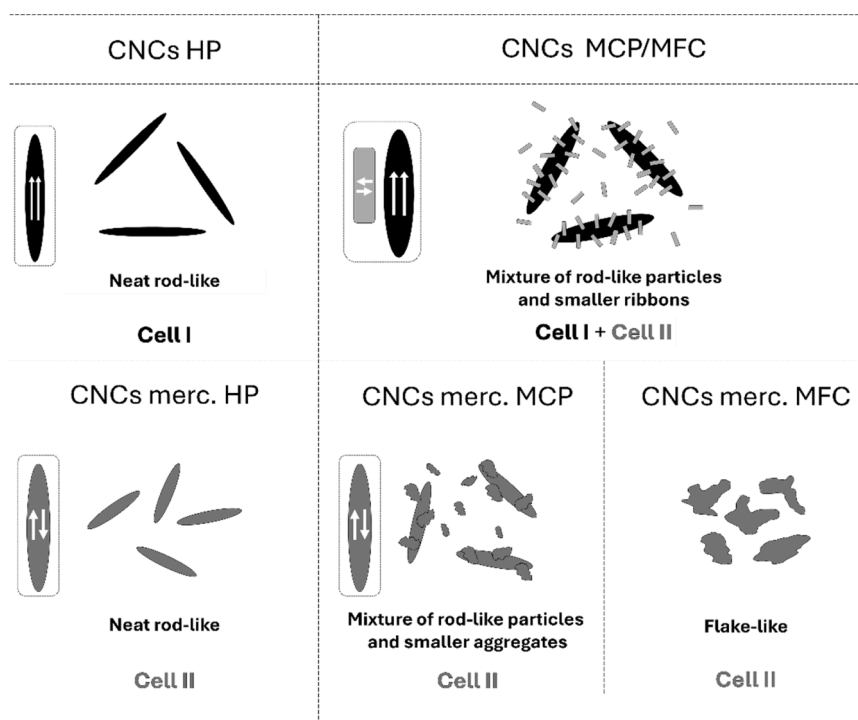 CNCs HP
CNCs MCP/MFC
Neat rod-like
Cell I
Mixture of rod-like particles
and smaller ribbons
Cell I + Cell II
CNCs merc. HP
CNCs merc. MCP
CNCs merc. MFC
Neat rod-like
Cell II
Mixture of rod-like particles
and smaller aggregates
Cell II
Flake-like
Cell II